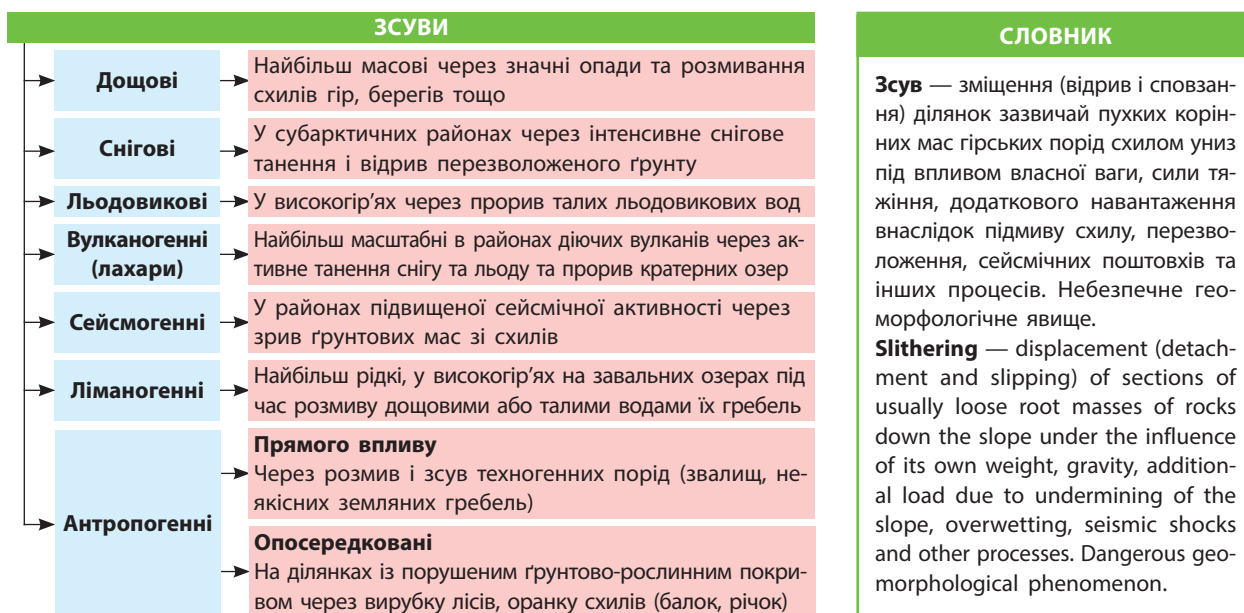 ЗСУВИ
Дощові
Найбільш масові через значні опади та розмивання
схилів гір, берегів тощо
Снігові
У субарктичних районах через інтенсивне снігове
танення і відрив перезволоженого ґрунту
Льодовикові
У високогір’ях через прорив талих льодовикових вод
Вулканогенні
(лахари)
Найбільш масштабні в районах діючих вулканів через ак-
тивне танення снігу та льоду та прорив кратерних озер
Сейсмогенні
У районах підвищеної сейсмічної активності через
зрив ґрунтових мас зі схилів
Ліманогенні
Найбільш рідкі, у високогір’ях на завальних озерах під
час розмиву дощовими або талими водами їх гребель
Антропогенні
Прямого впливу
Через розмив і зсув техногенних порід (звалищ, не-
якісних земляних гребель)
Опосередковані
На ділянках із порушеним ґрунтово-рослинним покри-
вом через вирубку лісів, оранку схилів (балок, річок)
СЛОВНИК
Зсув — зміщення (відрив і сповзан-
ня) ділянок зазвичай пухких корін-
них мас гірських порід схилом униз
під впливом власної ваги, сили тя-
жіння, додаткового навантаження
внаслідок підмиву схилу, перезво-
ложення, сейсмічних поштовхів та
інших процесів. Небезпечне гео-
морфологічне явище.
Slithering — displacement (detach-
ment and slipping) of sections of
usually loose root masses of rocks
down the slope under the influence
of its own weight, gravity, addition-
al load due to undermining of the
slope, overwetting, seismic shocks
and other processes. Dangerous geo-
morphological phenomenon.